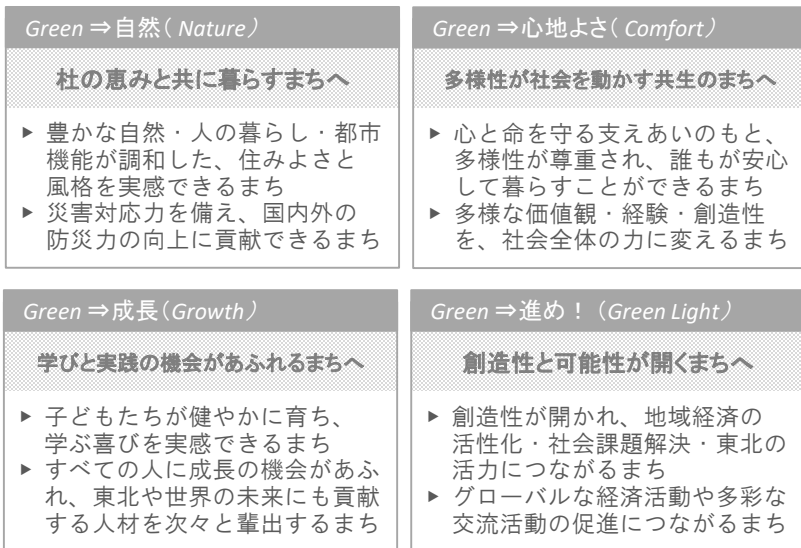 Green ⇒自然（Nature）
杜の恵みと共に暮らすまちへ
▶ 豊かな自然・人の暮らし・都市
機能が調和した、住みよさと
風格を実感できるまち
▶ 災害対応力を備え、国内外の
防災力の向上に貢献できるまち
Green ⇒心地よさ（Comfort）
多様性が社会を動かす共生のまちへ
▶ 心と命を守る支えあいのもと、
多様性が尊重され、誰もが安心
して暮らすことができるまち
▶ 多様な価値観・経験・創造性
を、社会全体の力に変えるまち
Green ⇒成長（Growth）
学びと実践の機会があふれるまちへ
▶ 子どもたちが健やかに育ち、
学ぶ喜びを実感できるまち
▶ すべての人に成長の機会があふ
れ、東北や世界の未来にも貢献
する人材を次々と輩出するまち
Green ⇒進め！（Green Light）
創造性と可能性が開くまちへ
▶ 創造性が開かれ、地域経済の
活性化・社会課題解決・東北の
活力につながるまち
▶ グローバルな経済活動や多彩な
交流活動の促進につながるまち